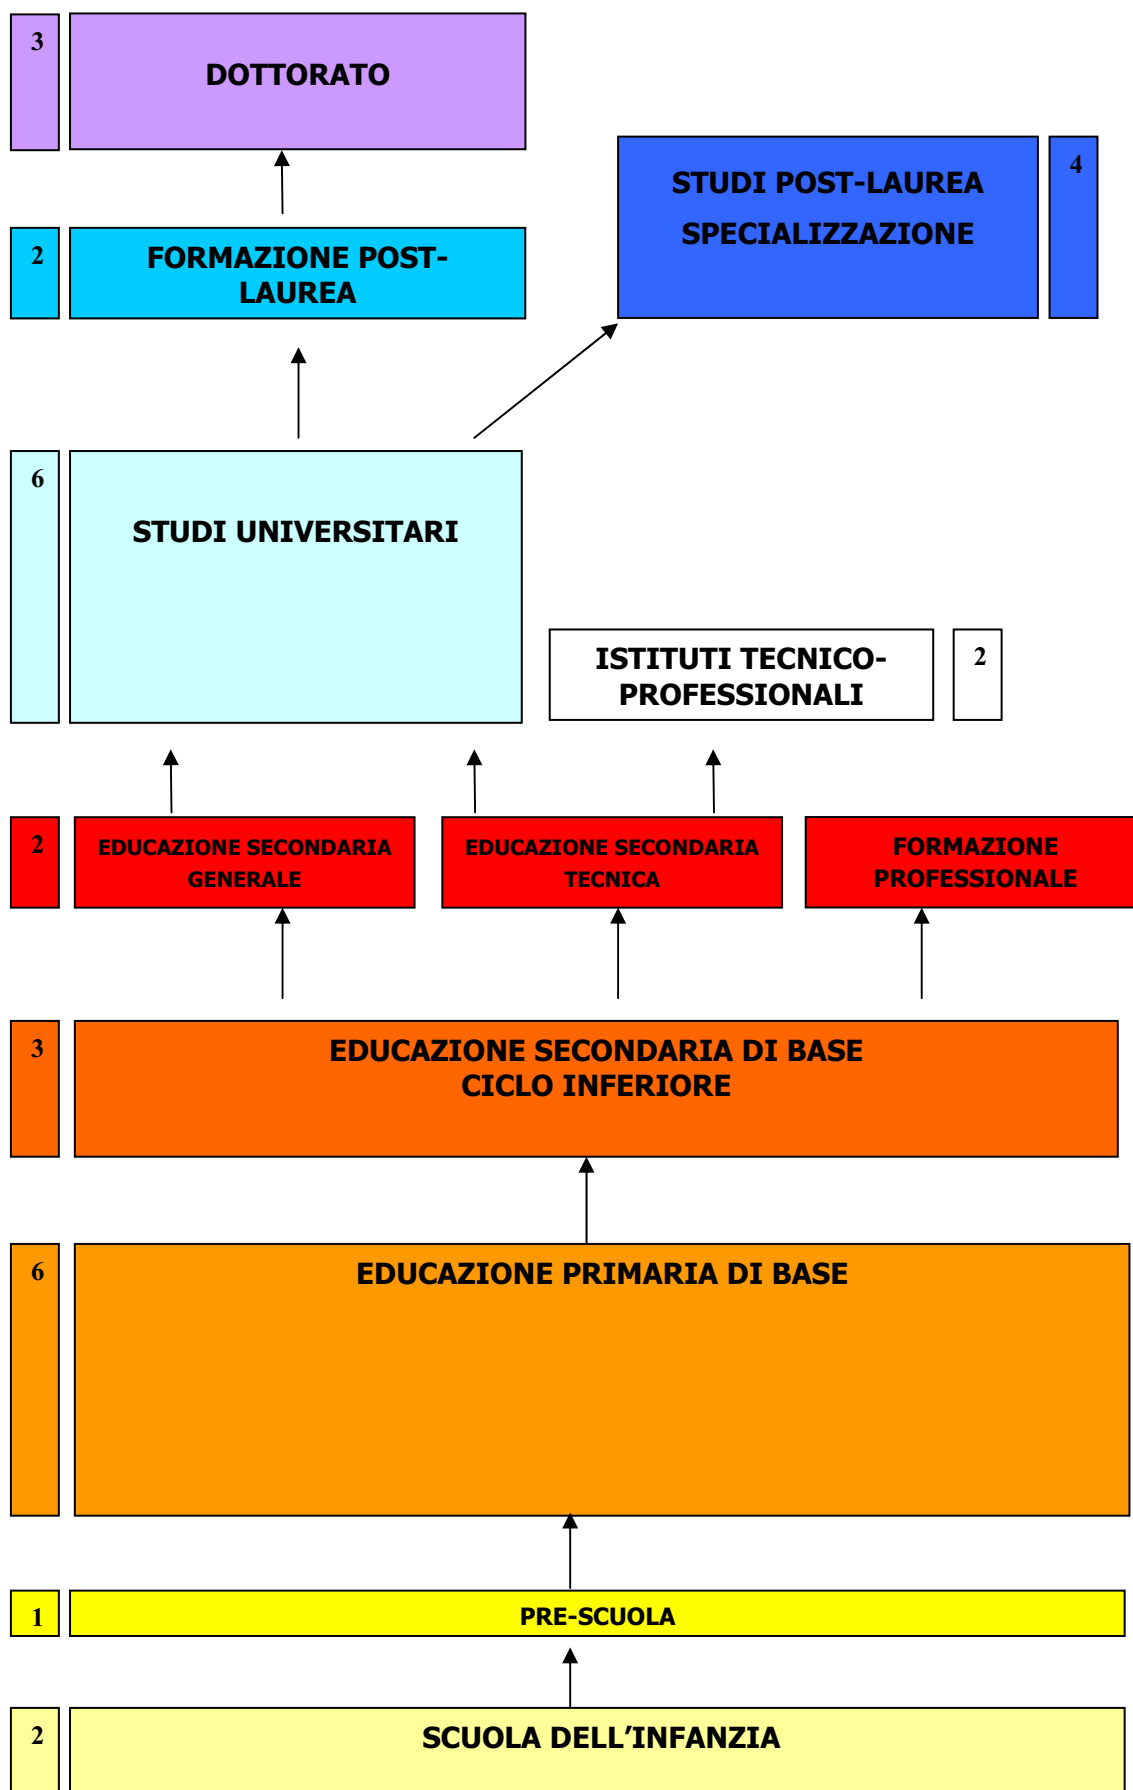 3
DOTTORATO
STUDI POST-LAUREA
SPECIALIZZAZIONE
4
2
FORMAZIONE POST-
LAUREA
6
STUDI UNIVERSITARI
ISTITUTI TECNICO-
PROFESSIONALI
2
2
EDUCAZIONE SECONDARIA
GENERALE
EDUCAZIONE SECONDARIA
TECNICA
FORMAZIONE
PROFESSIONALE
3
EDUCAZIONE SECONDARIA DI BASE
CICLO INFERIORE
6
EDUCAZIONE PRIMARIA DI BASE
1
PRE-SCUOLA
2
SCUOLA DELL’INFANZIA